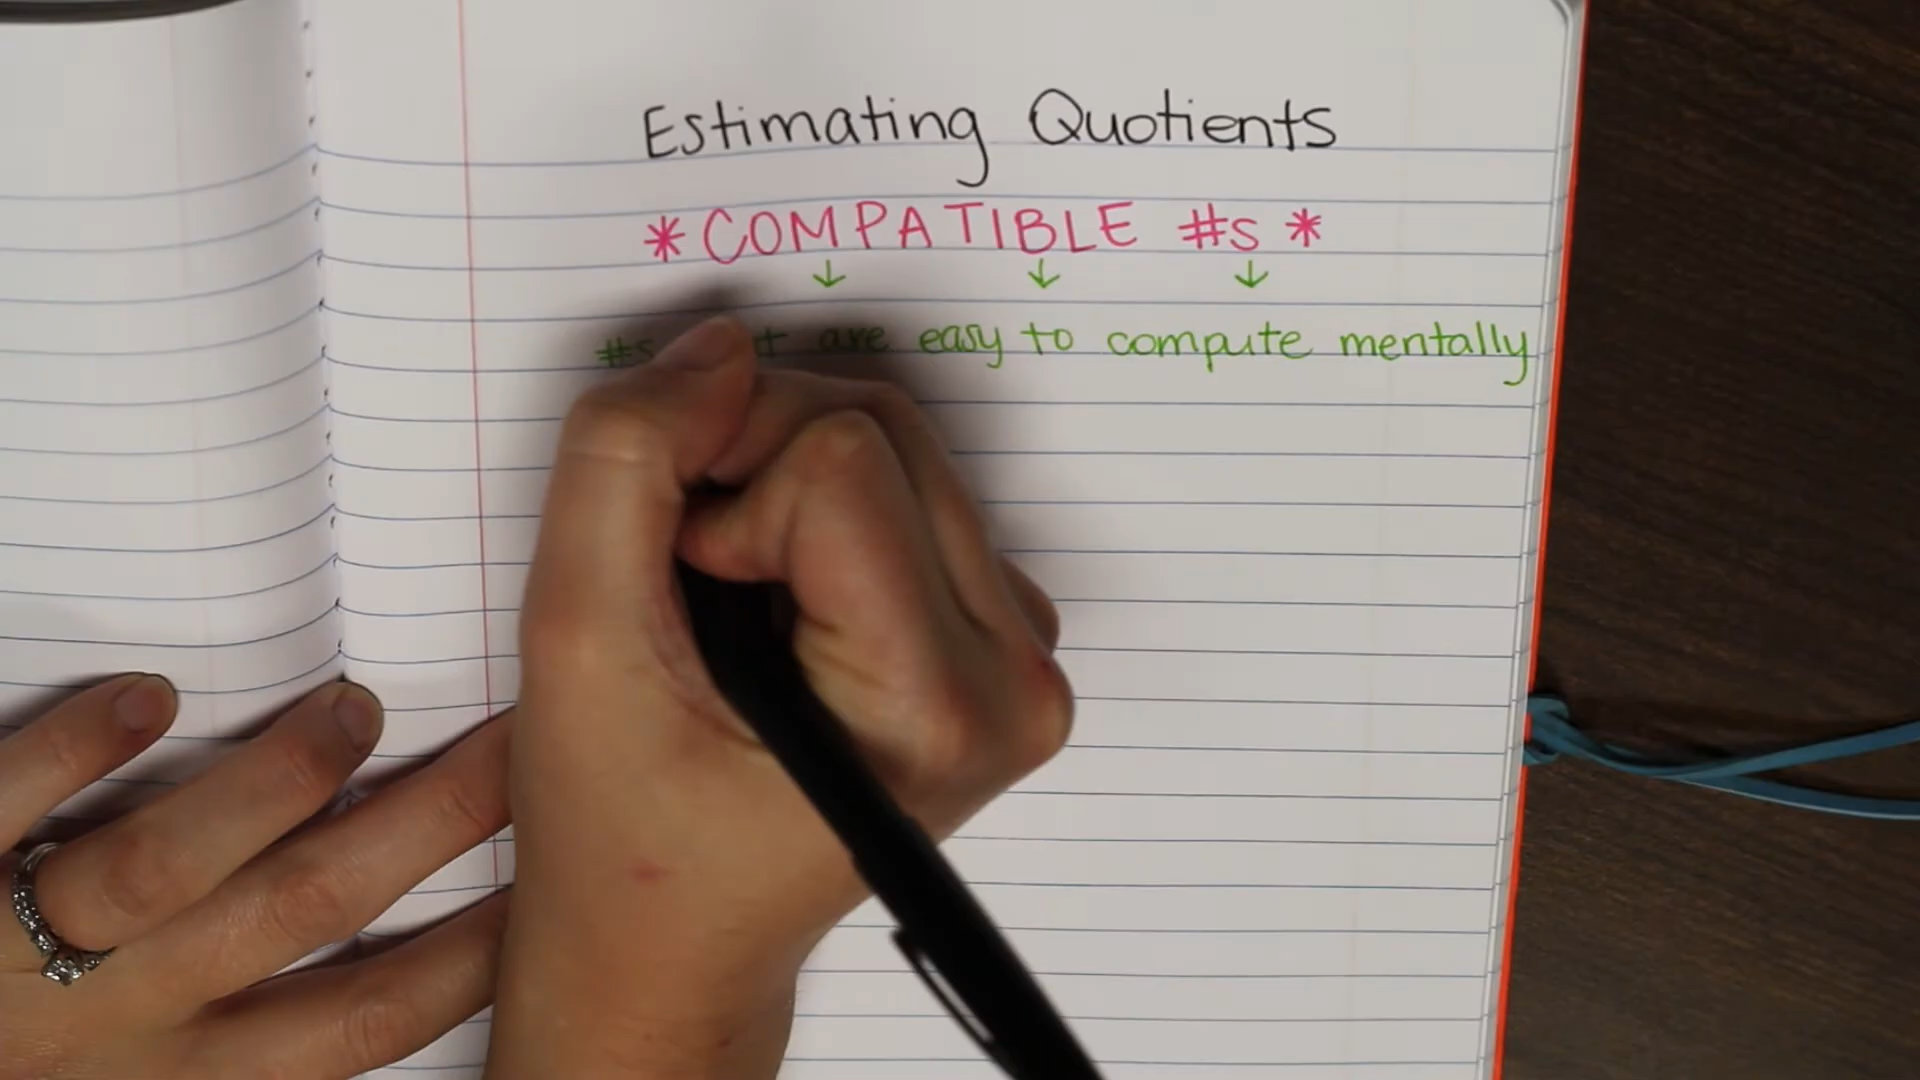 Estimating Quotients
*COMPATIBLE #s *
↓ ↓ ↓
#s are easy to compute mentally